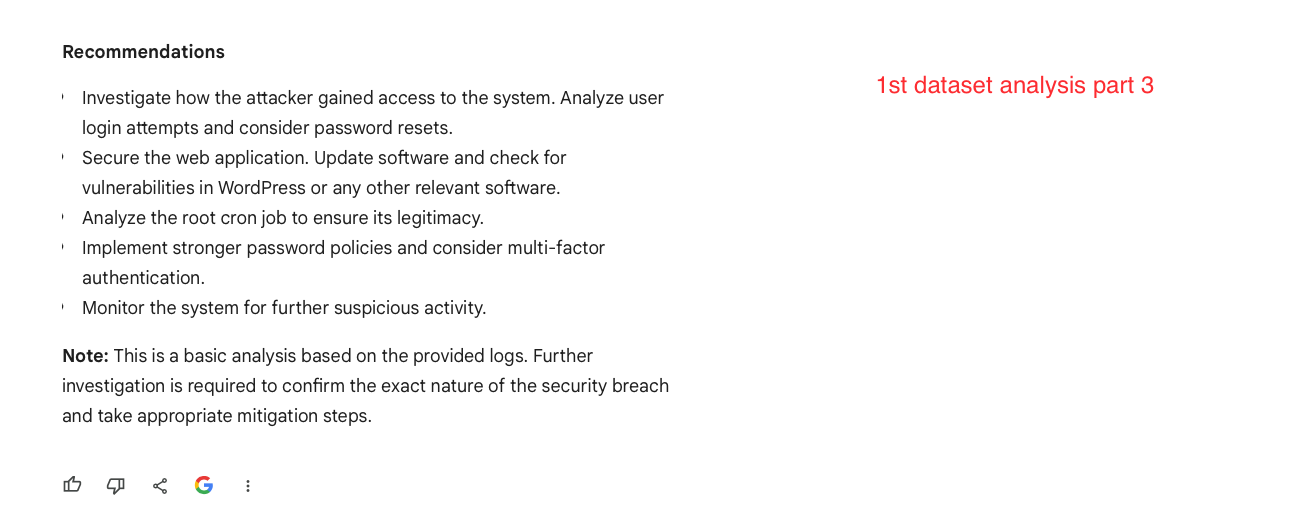 Recommendations
1st dataset analysis part 3
Investigate how the attacker gained access to the system. Analyze user
login attempts and consider password resets.
Secure the web application. Update software and check for
vulnerabilities in WordPress or any other relevant software.
Analyze the root cron job to ensure its legitimacy.
Implement stronger password policies and consider multi-factor
authentication.
Monitor the system for further suspicious activity.
Note: This is a basic analysis based on the provided logs. Further
investigation is required to confirm the exact nature of the security breach
and take appropriate mitigation steps.